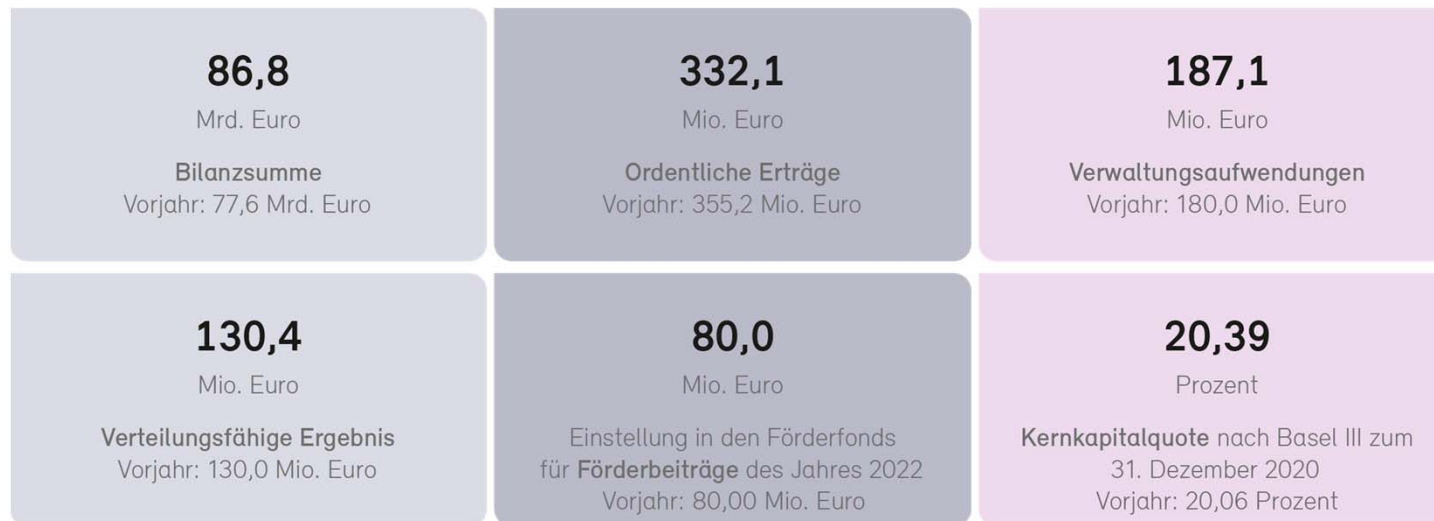 86,8
Mrd. Euro
Bilanzsumme
Vorjahr: 77,6 Mrd. Euro
332,1
Mio. Euro
Ordentliche Erträge
Vorjahr: 355,2 Mio. Euro
187,1
Mio. Euro
Verwaltungsaufwendungen
Vorjahr: 180,0 Mio. Euro
130,4
Mio. Euro
Verteilungsfähige Ergebnis
Vorjahr: 130,0 Mio. Euro
80,0
Mio. Euro
Einstellung in den Förderfonds
für Förderbeiträge des Jahres 2022
Vorjahr: 80,00 Mio. Euro
20,39
Prozent
Kernkapitalquote nach Basel III zum
31. Dezember 2020
Vorjahr: 20,06 Prozent